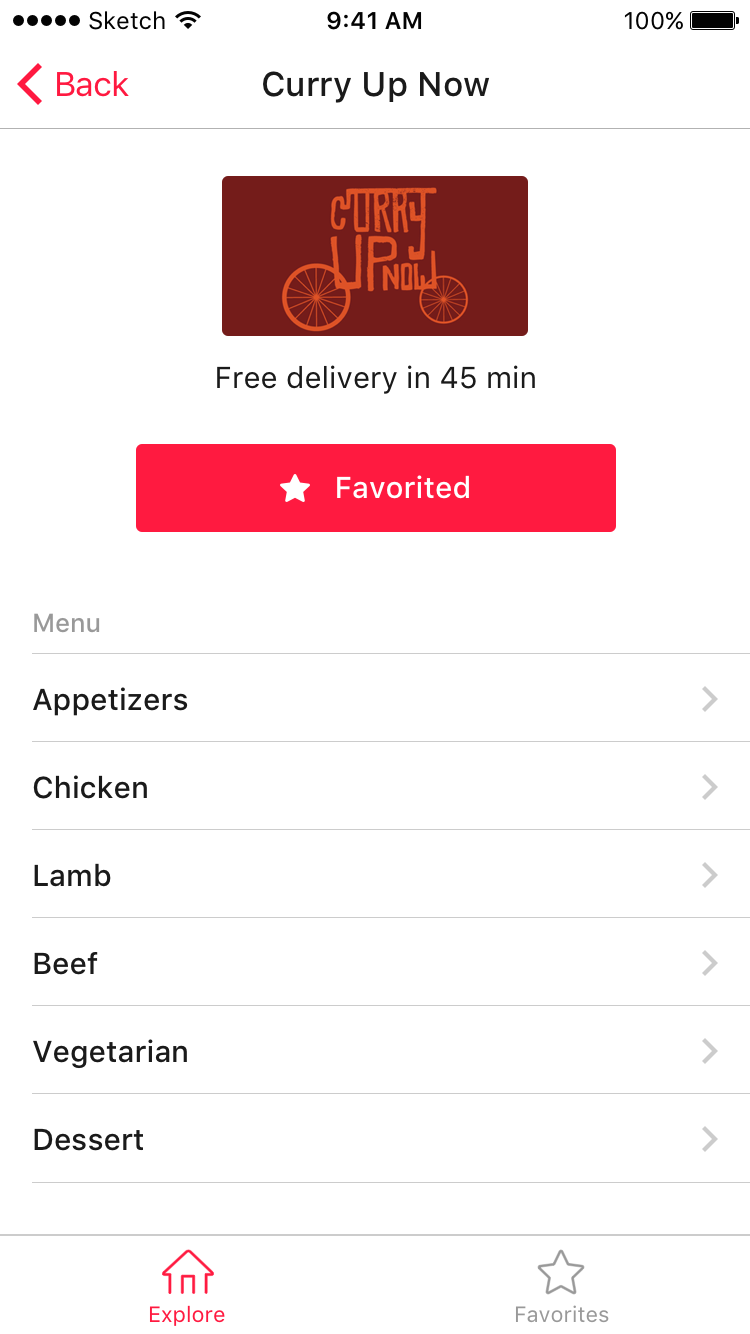 Sketch 9:41 AM 100%
Back Curry Up Now
CURRY
UP NOW
Free delivery in 45 min
Favorited
Menu
Appetizers
Chicken
Lamb
Beef
Vegetarian
Dessert
Explore Favorites